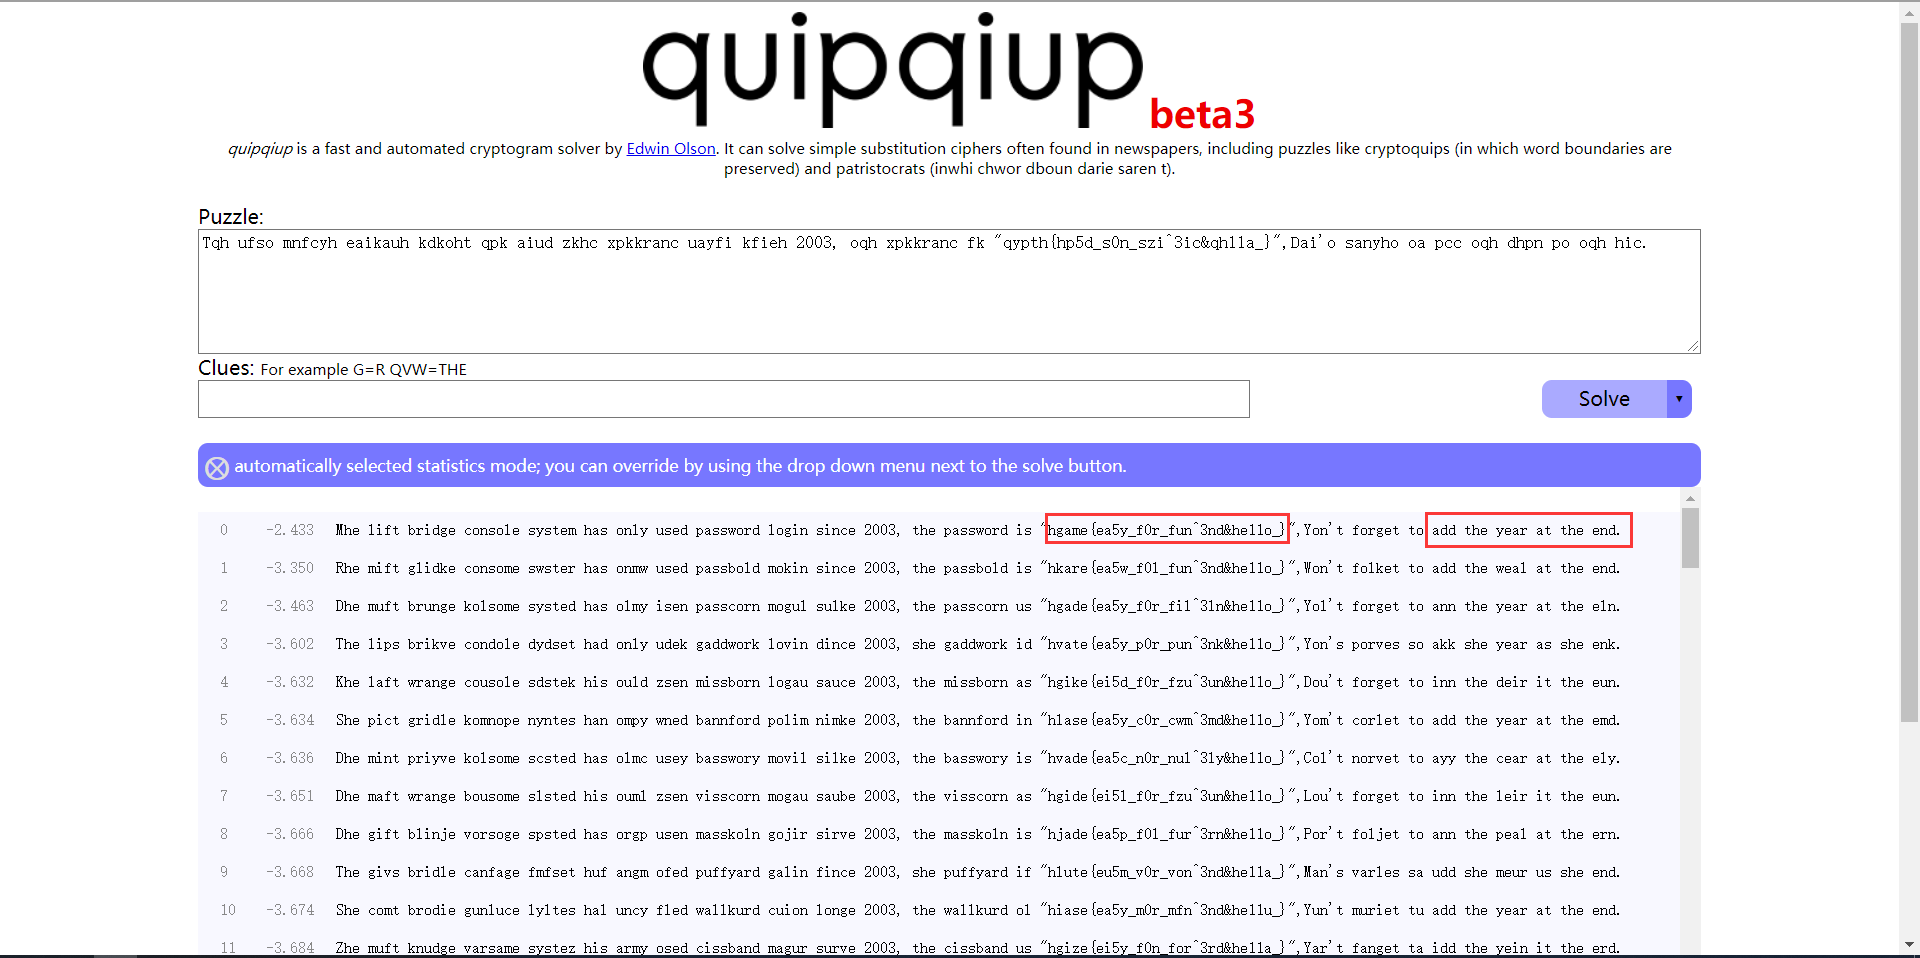 quipqiup beta3
quipqiup is a fast and automated cryptogram solver by Edwin Olson. It can solve simple substitution ciphers often found in newspapers, including puzzles like cryptoquips (in which word boundaries are
preserved) and patristocrats (inwhi chwor dboun darie saren t).
Puzzle:
Tqh ufso mnfcyh eaikauh kdkoht qpk aiud zkhc xpkkranc uayfi kfieh 2003, oqh xpkkranc fk "qypth{hp5d_s0n_szi^3ic&qh11a_}",Dai'o sanyho oa pcc oqh dhpn po oqh hic.
Clues: For example G=R QVW=THE
Solve ▼
automatically selected statistics mode; you can override by using the drop down menu next to the solve button.
0 -2.433 Mhe lift bridge console system has only used password login since 2003, the password is "hgame{ea5y_f0r_fun^3nd&he11o_}",Yon't forget to add the year at the end.
1 -3.350 Rhe mift glidke consome swster has onmw used passbold mokin since 2003, the passbold is "hkare{ea5w_f0l_fun^3nd&he11o_}",Won't folket to add the weal at the end.
2 -3.463 Dhe muft brunge kolsome systed has olmy isen passcorn mogul sulke 2003, the passcorn us "hgade{ea5y_f0r_fil^3ln&he11o_}",Yol't forget to ann the year at the eln.
3 -3.602 The lips brikve condole dydset had only udek gaddwork lovin dince 2003, she gaddwork id "hvate{ea5y_p0r_pun^3nk&he11o_}",Yon's porves so akk she year as she enk.
4 -3.632 Khe laft wrange cousole sdstek his ould zsen missborn logau sauce 2003, the missborn as "hgike{ei5d_f0r_fzu^3un&he11o_}",Dou't forget to inn the deir it the eun.
5 -3.634 She pict gridle komnope nyntes han ompy wned bannford polim nimke 2003, the bannford in "hlase{ea5y_c0r_cwm^3md&he11o_}",Yom't corlet to add the year at the emd.
6 -3.636 Dhe mint priyve kolsome scsted has olmc usey basswory movil silke 2003, the basswory is "hvade{ea5c_n0r_nul^3ly&he11o_}",Col't norvet to ayy the cear at the ely.
7 -3.651 Dhe maft wrange bousome slsted his ouml zsen visscorn mogau saube 2003, the visscorn as "hgide{ei5l_f0r_fzu^3un&he11o_}",Lou't forget to inn the leir it the eun.
8 -3.666 Dhe gift blinje vorsoge spsted has orgp usen masskoln gojir sirve 2003, the masskoln is "hjade{ea5p_f0l_fur^3rn&he11o_}",Por't foljet to ann the peal at the ern.
9 -3.668 The givs bridle canfage fmfset huf angm ofed puffyard galin fince 2003, she puffyard if "hlute{eu5m_v0r_von^3nd&he11a_}",Man's varles sa udd she meur us she end.
10 -3.674 She comt brodie gunluce lyltes hal uncy fled wallkurd cuion longe 2003, the wallkurd ol "hiase{ea5y_m0r_mfn^3nd&he11u_}",Yun't muriet tu add the year at the end.
11 -3.684 Zhe muft knudge varsame systez his army osed cissband magur surve 2003, the cissband us "hgize{ei5y_f0n_for^3rd&he11a_}",Yar't fanget ta idd the yein it the erd.